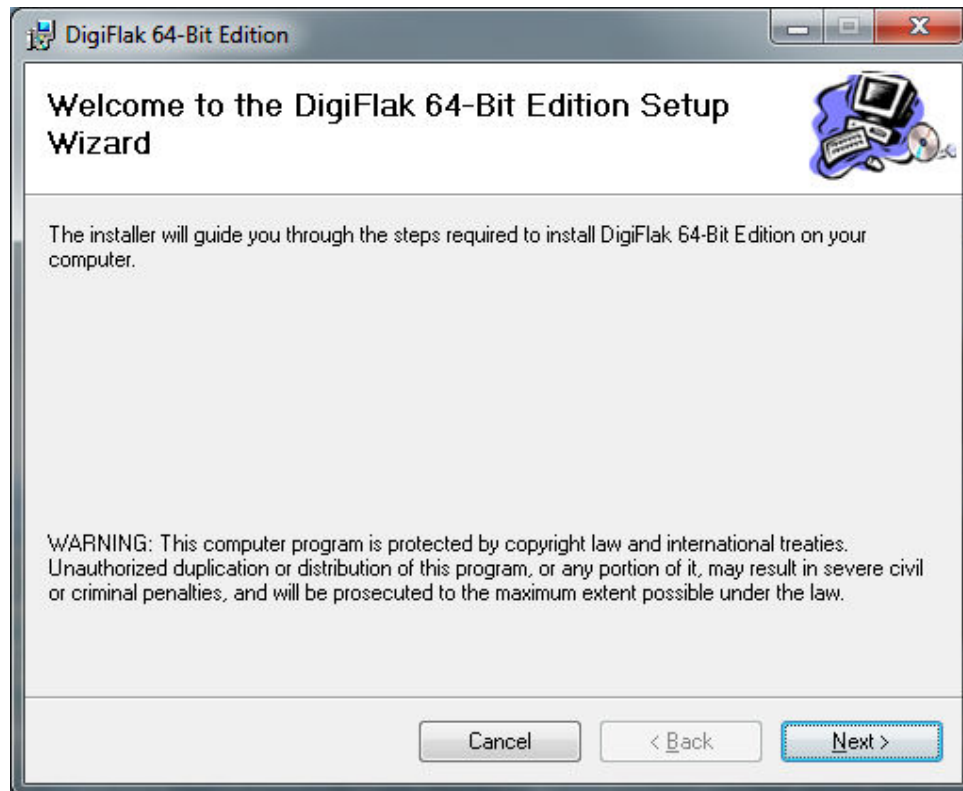 DigiFlak 64-Bit Edition
Welcome to the DigiFlak 64-Bit Edition Setup
Wizard
The installer will guide you through the steps required to install DigiFlak 64-Bit Edition on your
computer.
WARNING: This computer program is protected by copyright law and international treaties.
Unauthorized duplication or distribution of this program, or any portion of it, may result in severe civil
or criminal penalties, and will be prosecuted to the maximum extent possible under the law.
Cancel
< Back
Next >